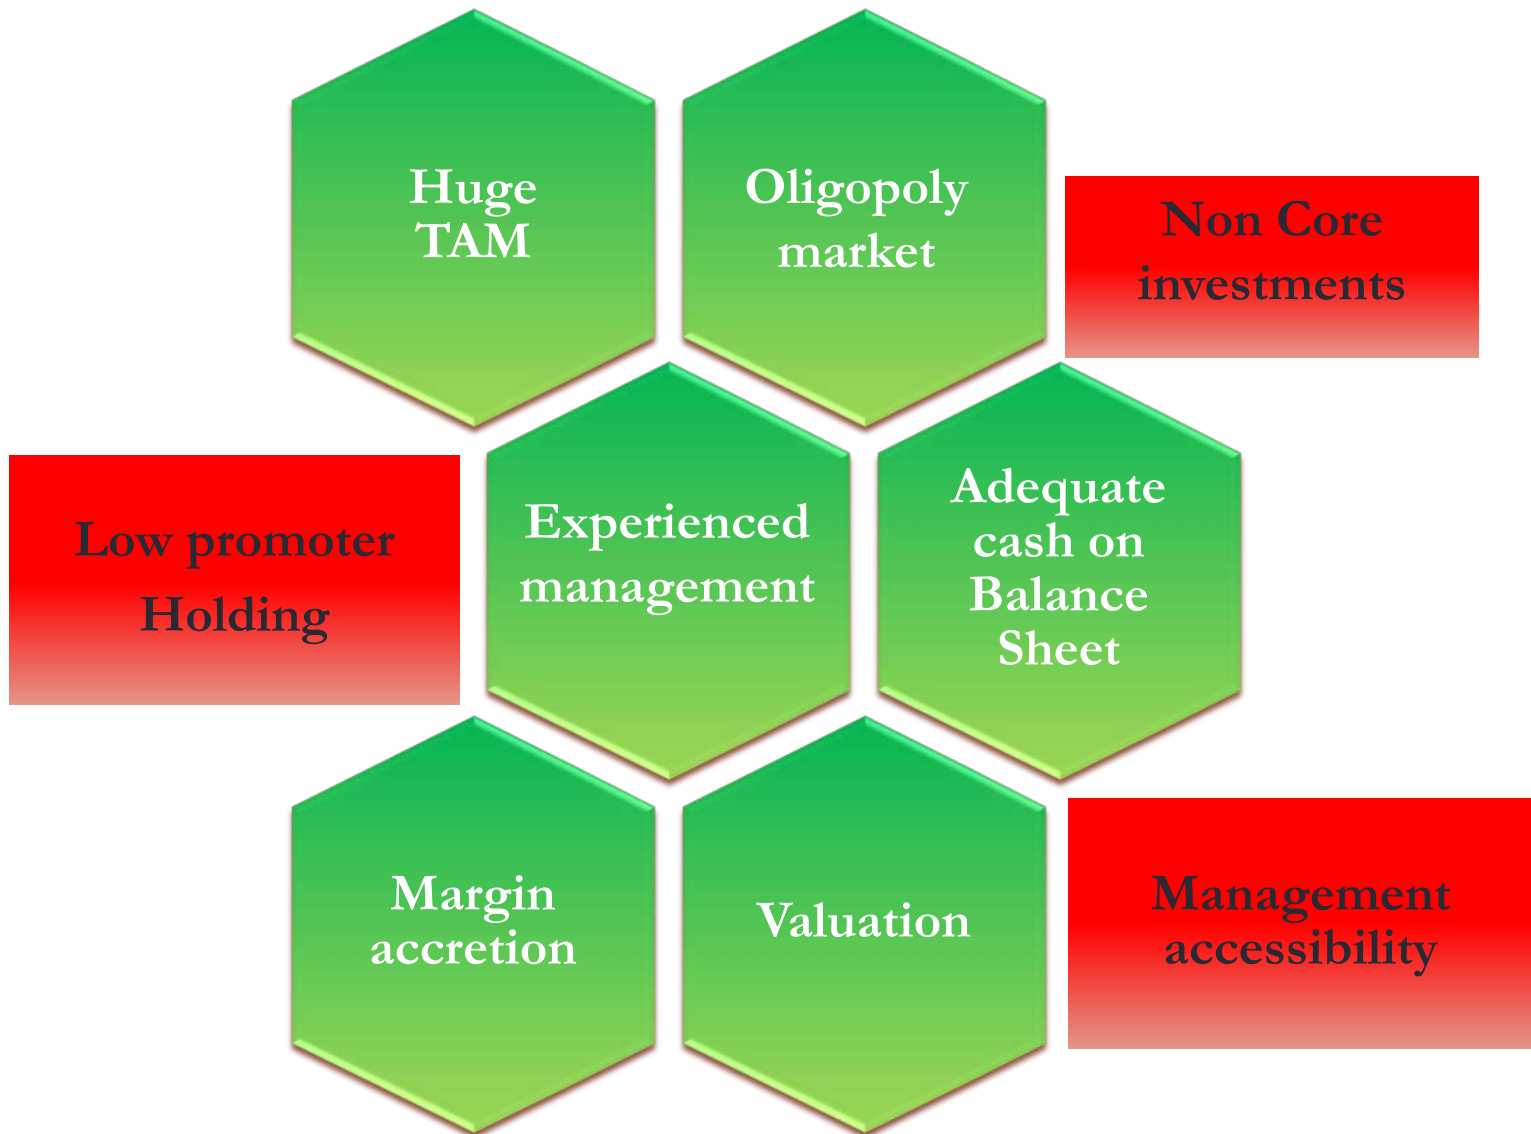 Huge
TAM
Oligopoly
market
Non Core
investments
Low promoter
Holding
Experienced
management
Adequate
cash on
Balance
Sheet
Margin
accretion
Valuation
Management
accessibility